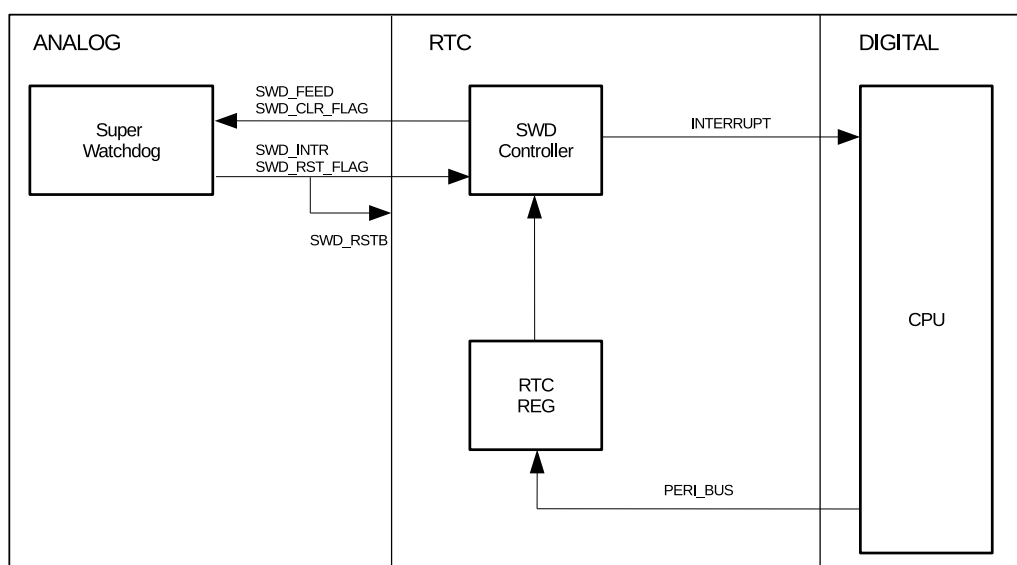 ANALOG
RTC
DIGITAL
SWD_FEED
SWD_CLR_FLAG
Super
Watchdog
SWD
Controller
INTERRUPT
SWD_INTR
SWD_RST_FLAG
SWD_RSTB
CPU
RTC
REG
PERI_BUS